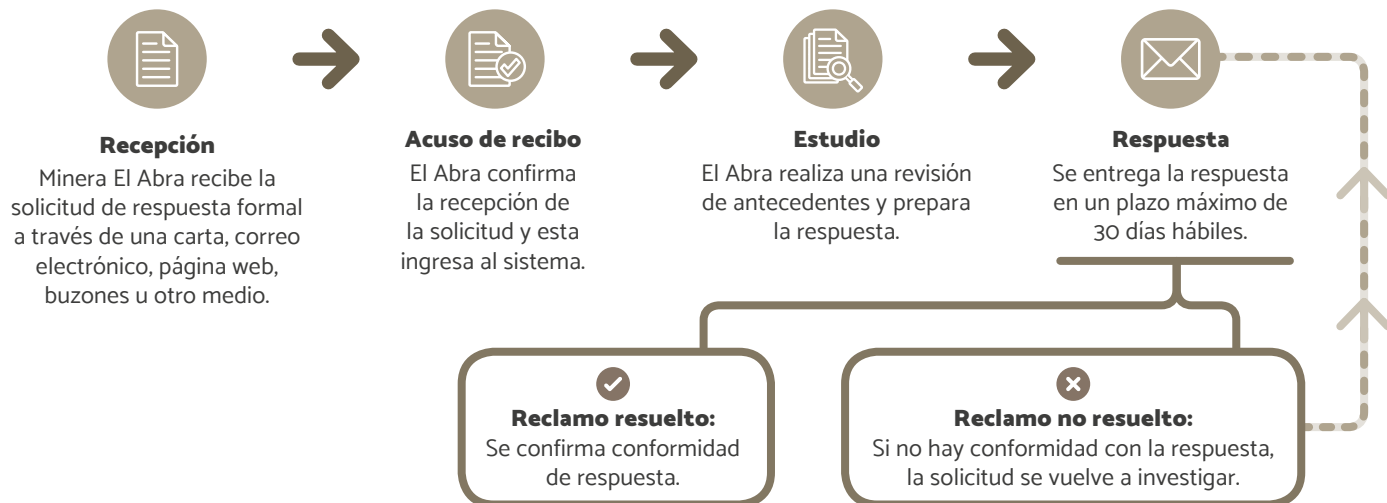 Recepción
Minera El Abra recibe la
solicitud de respuesta formal
a través de una carta, correo
electrónico, página web,
buzones u otro medio.
Acuso de recibo
El Abra confirma
la recepción de
la solicitud y esta
ingresa al sistema.
Estudio
El Abra realiza una revisión
de antecedentes y prepara
la respuesta.
Respuesta
Se entrega la respuesta
en un plazo máximo de
30 días hábiles.
Reclamo resuelto:
Se confirma conformidad
de respuesta.
Reclamo no resuelto:
Si no hay conformidad con la respuesta,
la solicitud se vuelve a investigar.